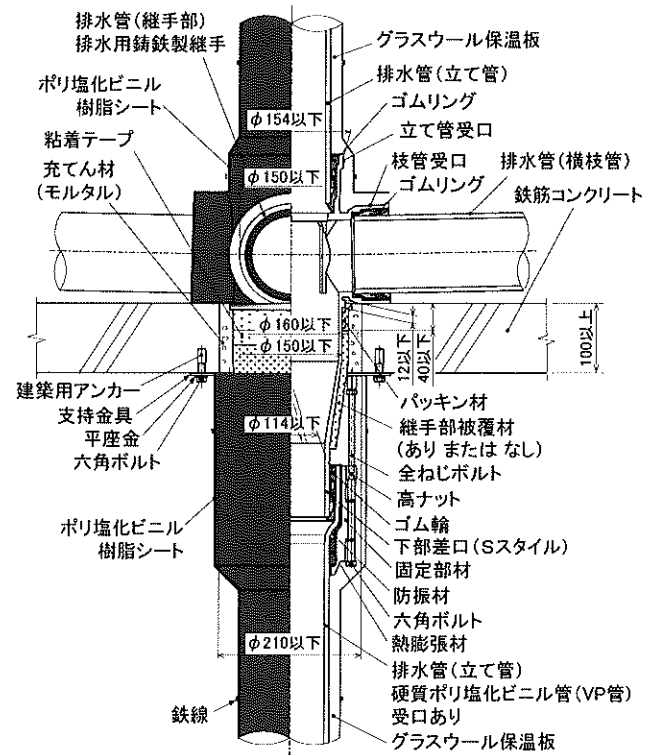 排水管(継手部)
排水用鋳鉄製継手
ポリ塩化ビニル
樹脂シート
粘着テープ
充てん材
(モルタル)
グラスウール保温板
排水管(立て管)
ゴムリング
立て管受口
枝管受口
ゴムリング
排水管(横枝管)
鉄筋コンクリート
φ154以下
φ150以下
φ160以下
φ150以下
12以下
40以下
100以上
建築用アンカー
支持金具
平座金
六角ボルト
φ114以下
パッキン材
継手部被覆材
(あり または なし)
全ねじボルト
高ナット
ゴム輪
下部差口(Sスタイル)
固定部材
防振材
六角ボルト
熱膨張材
ポリ塩化ビニル
樹脂シート
φ210以下
鉄線
排水管(立て管)
硬質ポリ塩化ビニル管(VP管)
受口あり
グラスウール保温板